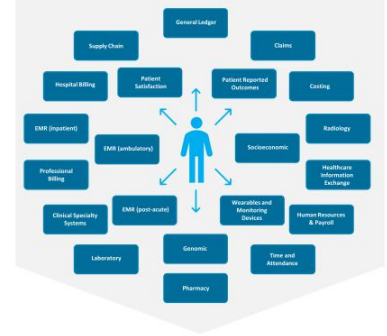 General Ledger
Supply Chain
Claims
Hospital Billing
Patient
Satisfaction
Patient Reported
Outcomes
Costing
EMR (inpatient)
EMR (ambulatory)
Socioeconomic
Radiology
Professional
Billing
Healthcare
Information
Exchange
Clinical Specialty
Systems
EMR (post-acute)
Wearables and
Monitoring
Devices
Human Resources
& Payroll
Laboratory
Genomic
Time and
Attendance
Pharmacy